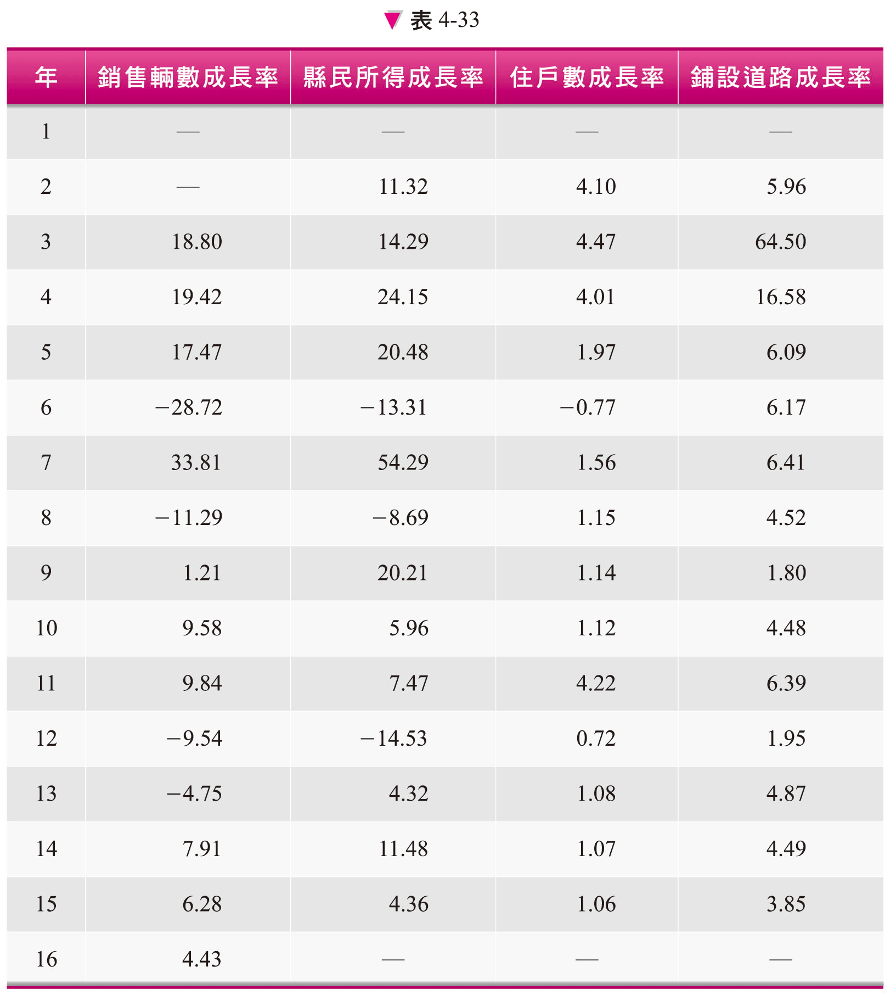 表 4-33
年 銷售輛數成長率 縣民所得成長率 住戶數成長率 鋪設道路成長率
1 — — — —
2 — 11.32 4.10 5.96
3 18.80 14.29 4.47 64.50
4 19.42 24.15 4.01 16.58
5 17.47 20.48 1.97 6.09
6 −28.72 −13.31 −0.77 6.17
7 33.81 54.29 1.56 6.41
8 −11.29 −8.69 1.15 4.52
9 1.21 20.21 1.14 1.80
10 9.58 5.96 1.12 4.48
11 9.84 7.47 4.22 6.39
12 −9.54 −14.53 0.72 1.95
13 −4.75 4.32 1.08 4.87
14 7.91 11.48 1.07 4.49
15 6.28 4.36 1.06 3.85
16 4.43 — — —